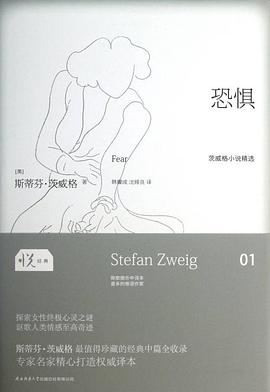 恐惧
Fear
茨威格小说精选
[奥]
斯蒂芬·茨威格 著
韩耀成 沈锡良 译
悦经典
Stefan Zweig
01
探索女性终极心灵之谜
讴歌人类情感至高奇迹
斯蒂芬·茨威格 最值得珍藏的经典中篇全收录
专家名家精心打造权威译本